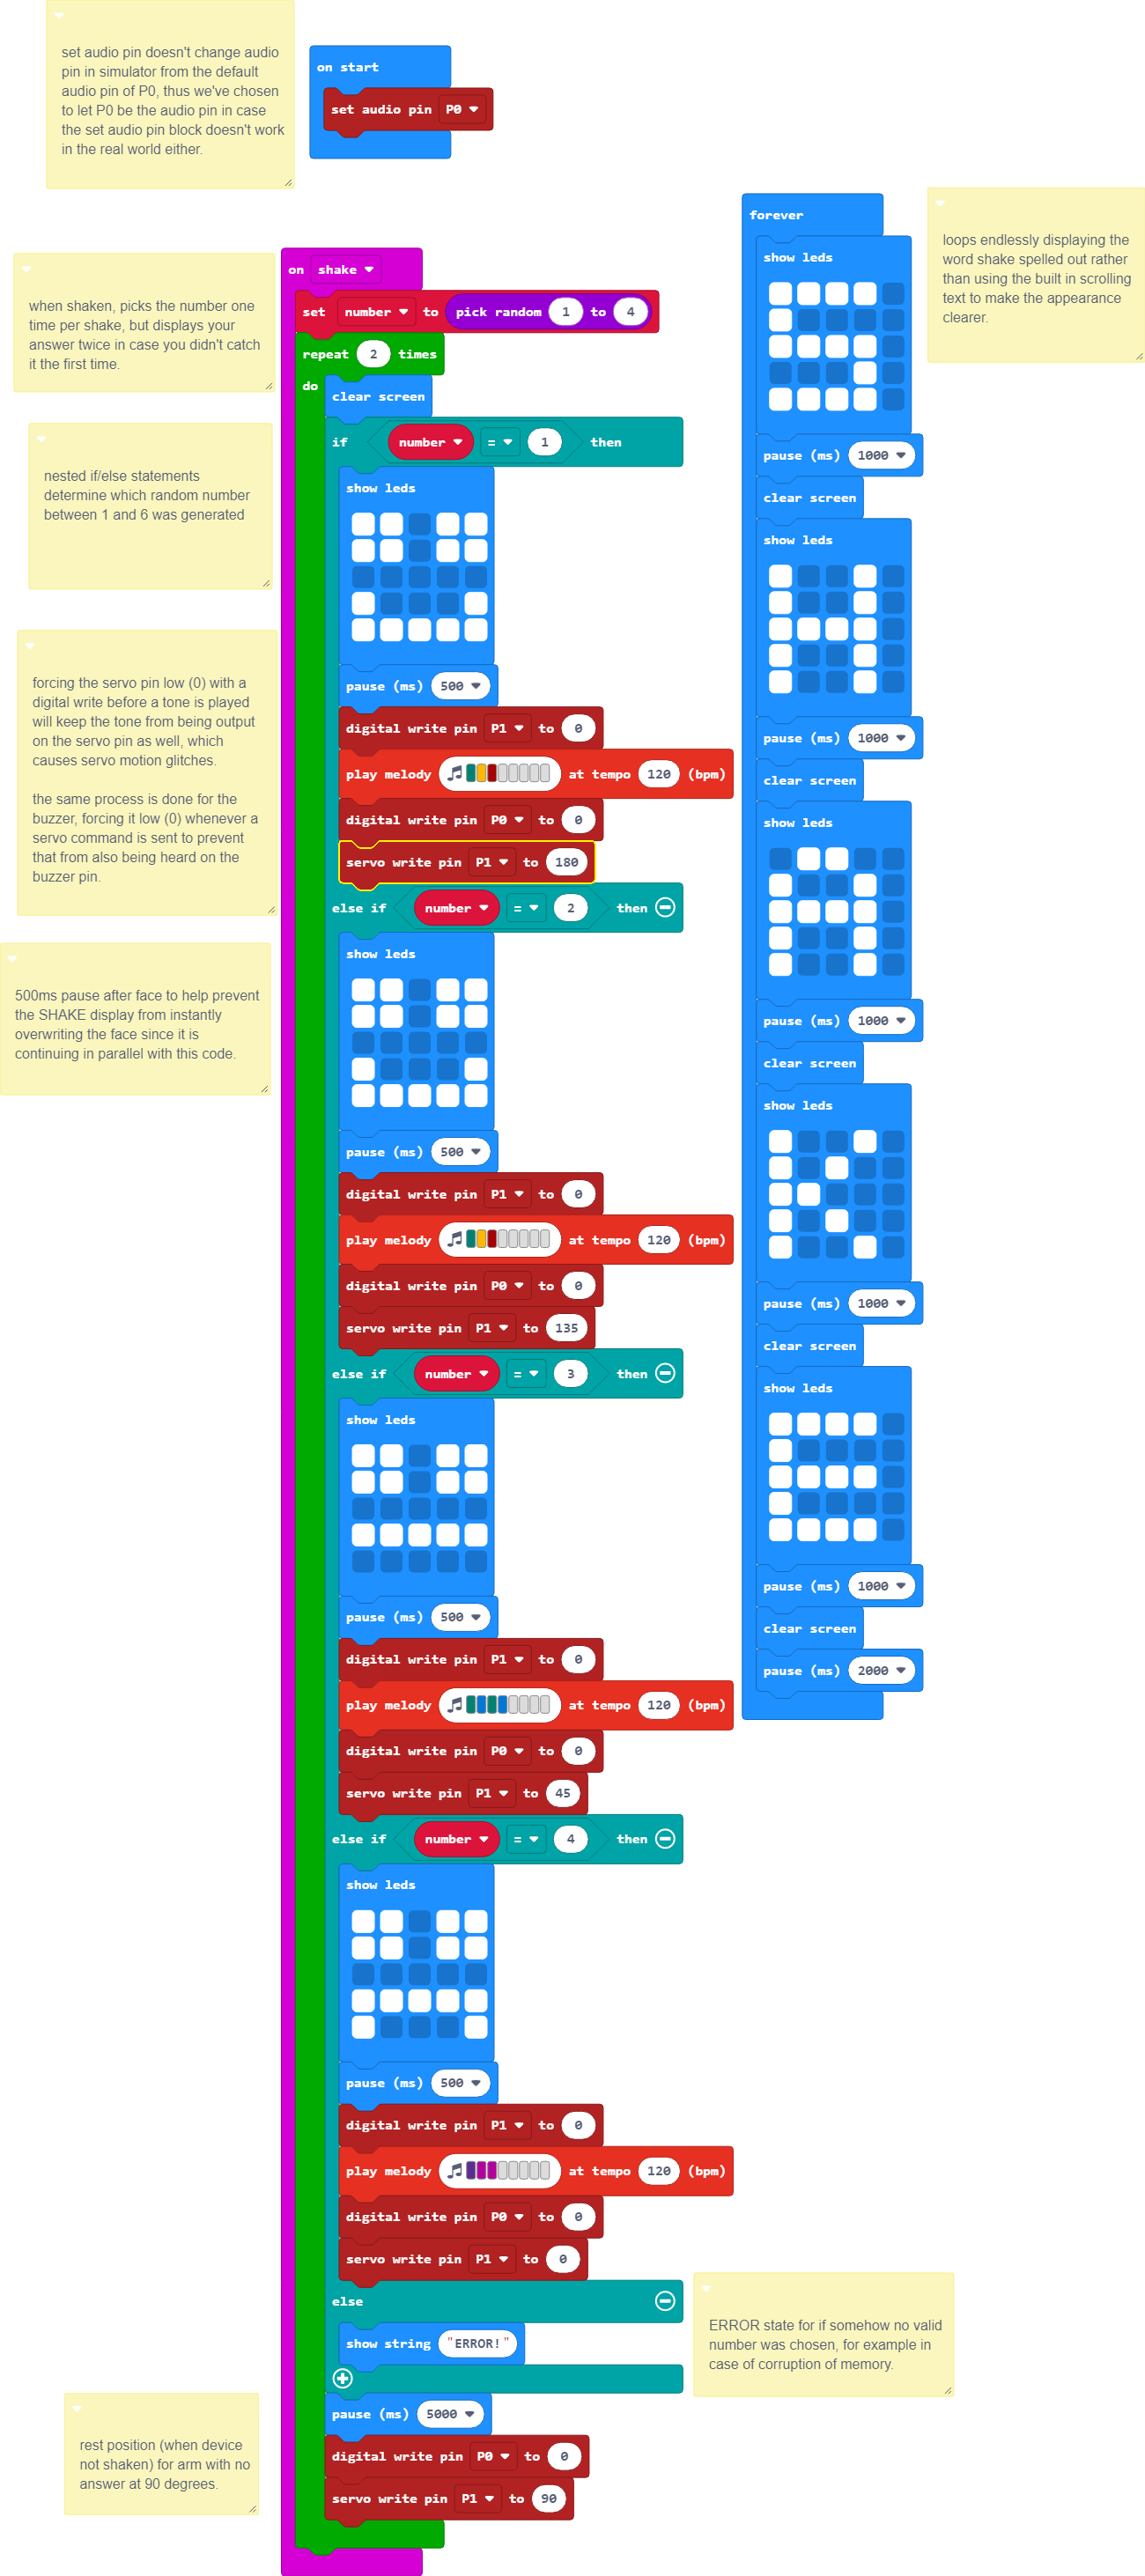 set audio pin doesn't change audio
pin in simulator from the default
audio pin of P0, thus we've chosen
to let P0 be the audio pin in case
the set audio pin block doesn't work
in the real world either.
on start
set audio pin P0
when shaken, picks the number one
time per shake, but displays your
answer twice in case you didn't catch
it the first time.
nested if/else statements
determine which random number
between 1 and 6 was generated
forcing the servo pin low (0) with a
digital write before a tone is played
will keep the tone from being output
on the servo pin as well, which
causes servo motion glitches.
the same process is done for the
buzzer, forcing it low (0) whenever a
servo command is sent to prevent
that from also being heard on the
buzzer pin.
500ms pause after face to help prevent
the SHAKE display from instantly
overwriting the face since it is
continuing in parallel with this code.
rest position (when device
not shaken) for arm with no
answer at 90 degrees.
on shake
set number to pick random 1 to 4
repeat 2 times
do
clear screen
if number = 1 then
show leds
pause (ms) 500
digital write pin P1 to 0
play melody at tempo 120 (bpm)
digital write pin P0 to 0
servo write pin P1 to 180
else if number = 2 then
show leds
pause (ms) 500
digital write pin P1 to 0
play melody at tempo 120 (bpm)
digital write pin P0 to 0
servo write pin P1 to 135
else if number = 3 then
show leds
pause (ms) 500
digital write pin P1 to 0
play melody at tempo 120 (bpm)
digital write pin P0 to 0
servo write pin P1 to 45
else if number = 4 then
show leds
pause (ms) 500
digital write pin P1 to 0
play melody at tempo 120 (bpm)
digital write pin P0 to 0
servo write pin P1 to 0
else
show string "ERROR!"
pause (ms) 5000
digital write pin P0 to 0
servo write pin P1 to 90
ERROR state for if somehow no valid
number was chosen, for example in
case of corruption of memory.
forever
show leds
pause (ms) 1000
clear screen
show leds
pause (ms) 1000
clear screen
show leds
pause (ms) 1000
clear screen
show leds
pause (ms) 1000
clear screen
show leds
pause (ms) 1000
clear screen
pause (ms) 2000
loops endlessly displaying the
word shake spelled out rather
than using the built in scrolling
text to make the appearance
clearer.